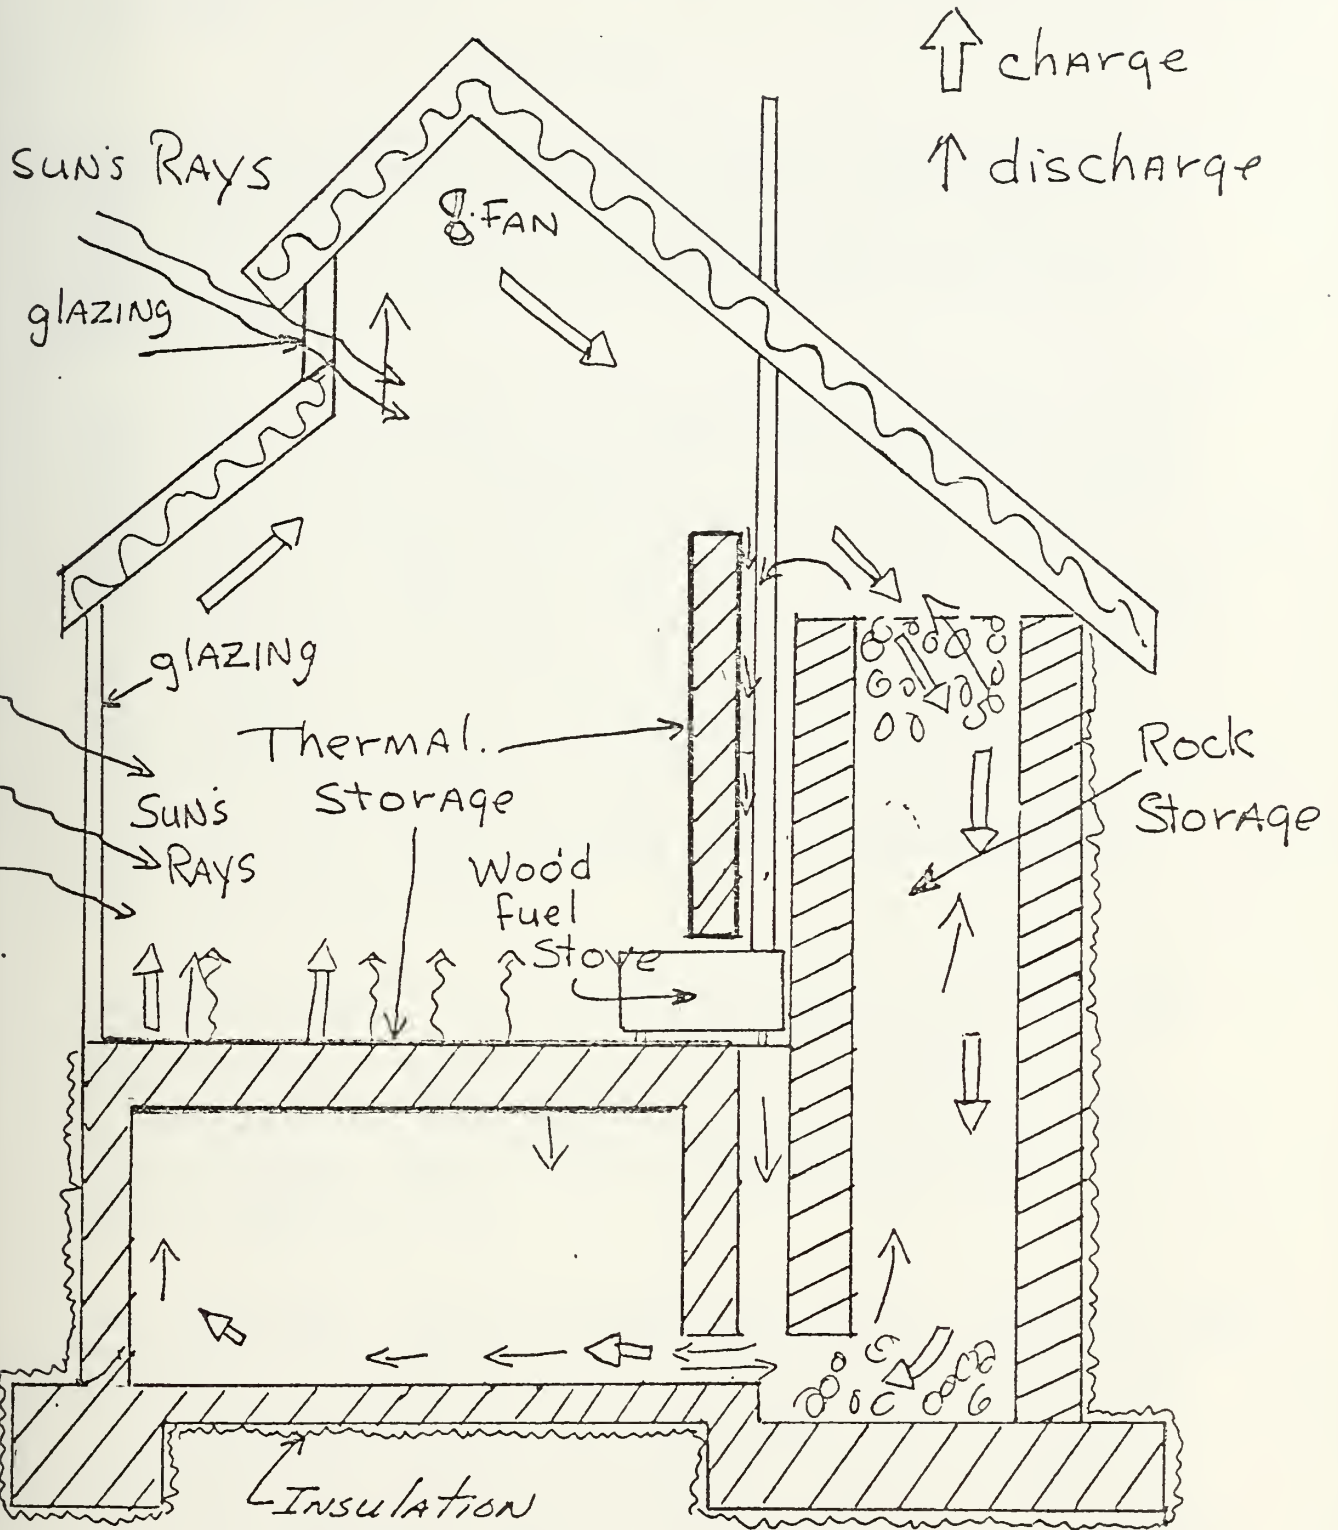 charge
discharge
Sun's Rays
Fan
glazing
glazing
Thermal.
Storage
Sun's
Rays
Wood
Fuel
Stove
Rock
Storage
Insulation